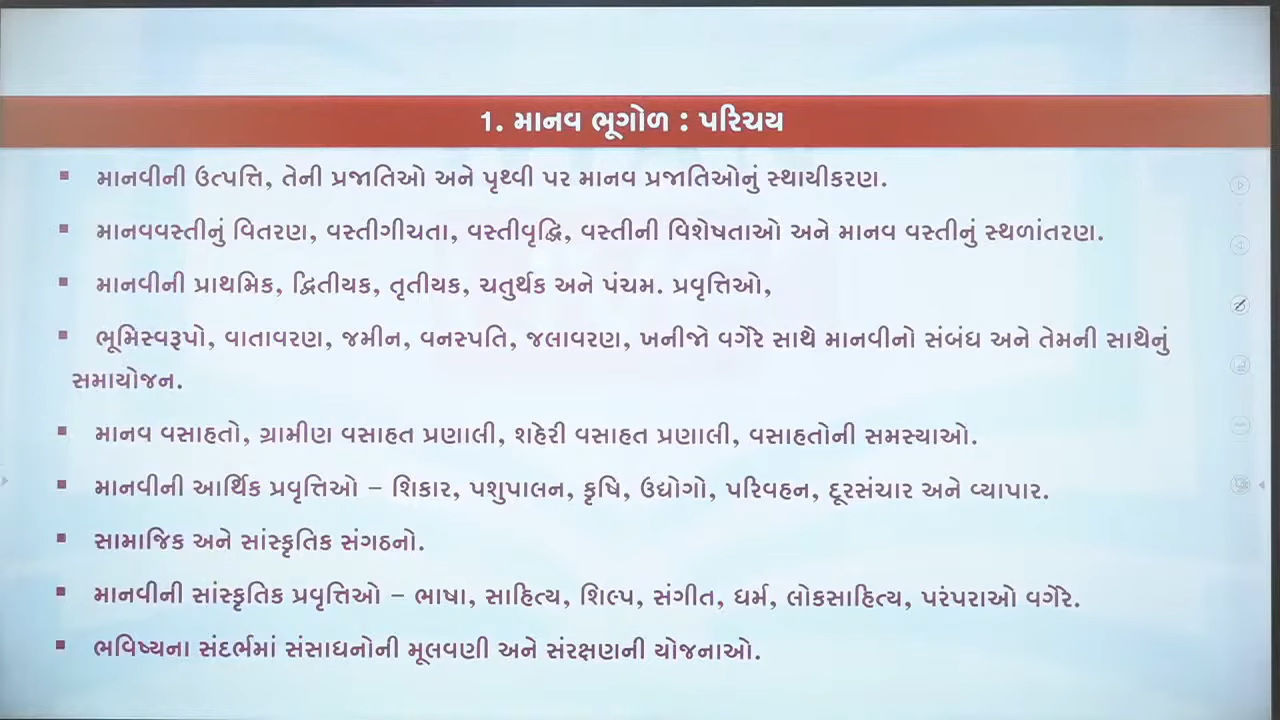 1. માનવ ભૂગોળ : પરિચય
▪ માનવીની ઉત્પત્તિ, તેની પ્રજાતિઓ અને પૃથ્વી પર માનવ પ્રજાતિઓનું સ્થાયીકરણ.
▪ માનવવસ્તીનું વિતરણ, વસ્તીગીચતા, વસ્તીવૃદ્ધિ, વસ્તીની વિશેષતાઓ અને માનવ વસ્તીનું સ્થળાંતરણ.
▪ માનવીની પ્રાથમિક, દ્વિતીયક, તૃતીયક, ચતુર્થક અને પંચમ. પ્રવૃત્તિઓ,
▪ ભૂમિસ્વરૂપો, વાતાવરણ, જમીન, વનસ્પતિ, જલાવરણ, ખનીજો વગેરે સાથે માનવીનો સંબંધ અને તેમની સાથેનું
સમાયોજન.
▪ માનવ વસાહતો, ગ્રામીણ વસાહત પ્રણાલી, શહેરી વસાહત પ્રણાલી, વસાહતોની સમસ્યાઓ.
▪ માનવીની આર્થિક પ્રવૃત્તિઓ – શિકાર, પશુપાલન, કૃષિ, ઉદ્યોગો, પરિવહન, દૂરસંચાર અને વ્યાપાર.
▪ સામાજિક અને સાંસ્કૃતિક સંગઠનો.
▪ માનવીની સાંસ્કૃતિક પ્રવૃત્તિઓ – ભાષા, સાહિત્ય, શિલ્પ, સંગીત, ધર્મ, લોકસાહિત્ય, પરંપરાઓ વગેરે.
▪ ભવિષ્યના સંદર્ભમાં સંસાધનોની મૂલવણી અને સંરક્ષણની યોજનાઓ.